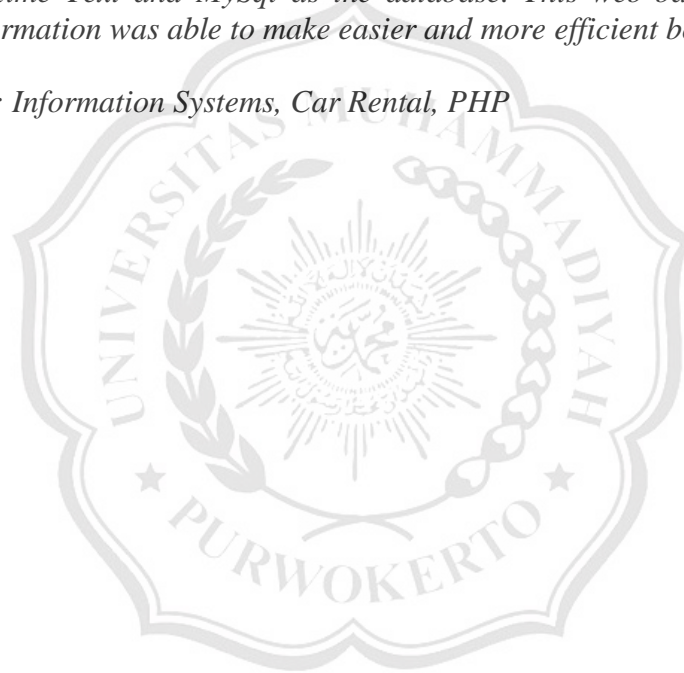 and MySql as the database. This web
ormation was able to make easier and more efficient
: Information Systems, Car Rental, PHP
UNIVERSITAS MUHAMMADIYAH
PURWOKERTO